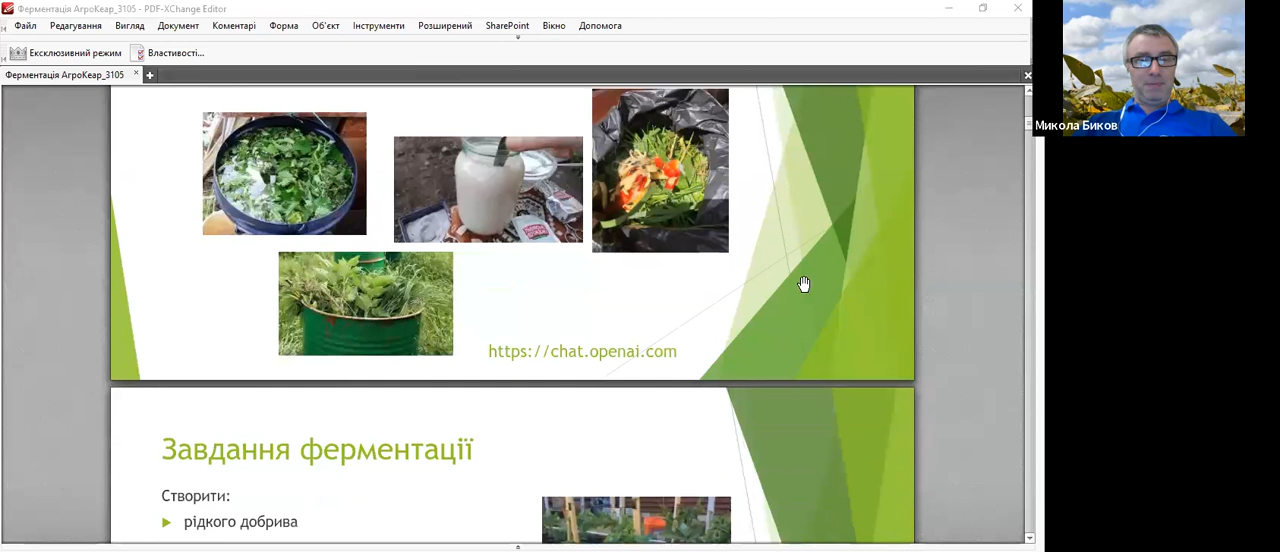 Ферментація АгроКеар_3105 - PDF-XChange Editor
Файл Редагування Вигляд Документ Коментарі Форма Об'єкт Інструменти Розширений SharePoint Вікно Допомога
Ексклюзивний режим Властивості...
Ферментація АгроКеар_3105
Микола Биков
https://chat.openai.com
Завдання ферментації
Створити:
рідкого добрива